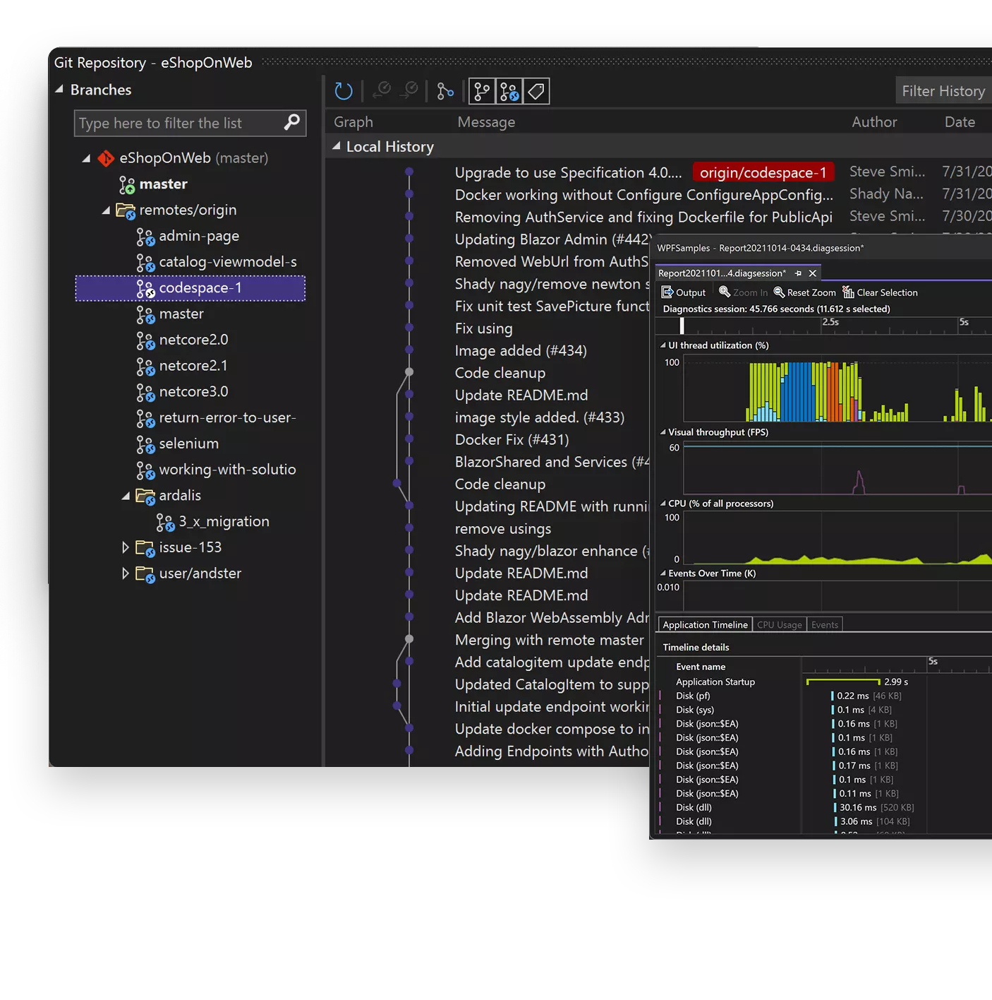 Git Repository - eShopOnWeb
Branches
Type here to filter the list
eShopOnWeb (master)
master
remotes/origin
admin-page
catalog-viewmodel-s
codespace-1
master
netcore2.0
netcore2.1
netcore3.0
return-error-to-user-
selenium
working-with-solutio
ardalis
3_x_migration
issue-153
user/andster
Filter History
Graph Message Author Date
Local History
Upgrade to use Specification 4.0.... origin/codespace-1 Steve Smi... 7/31/20
Docker working without Configure ConfigureAppConfig... Shady Na... 7/31/20
Removing AuthService and fixing Dockerfile for PublicApi Steve Smi... 7/30/20
Updating Blazor Admin (#442)
Removed WebUrl from AuthS
Shady nagy/remove newton s
Fix unit test SavePicture funct
Fix using
Image added (#434)
Code cleanup
Update README.md
image style added. (#433)
Docker Fix (#431)
BlazorShared and Services (#4
Code cleanup
Updating README with runni
remove usings
Shady nagy/blazor enhance (#
Update README.md
Update README.md
Add Blazor WebAssembly Adr
Merging with remote master
Add catalogitem update endp
Updated CatalogItem to supp
Initial update endpoint workin
Update docker compose to in
Adding Endpoints with Autho
WPFSamples - Report20211014-0434.diagsession*
Report2021101...4.diagsession*
Output Zoom In Reset Zoom Clear Selection
Diagnostics session: 45.766 seconds (11.612 s selected)
2.5s 5s
UI thread utilization (%)
100
Visual throughput (FPS)
60
CPU (% of all processors)
100
0
Events Over Time (K)
0.010
Application Timeline CPU Usage Events
Timeline details
Event name 5s
Application Startup 2.99 s
Disk (pf) 0.22 ms [46 KB]
Disk (sys) 0.1 ms [4 KB]
Disk (json::$EA) 0.16 ms [1 KB]
Disk (json::$EA) 0.1 ms [1 KB]
Disk (json::$EA) 0.16 ms [1 KB]
Disk (json::$EA) 0.17 ms [1 KB]
Disk (json::$EA) 0.1 ms [1 KB]
Disk (json::$EA) 0.11 ms [1 KB]
Disk (dll) 30.16 ms [520 KB]
Disk (dll) 3.06 ms [104 KB]